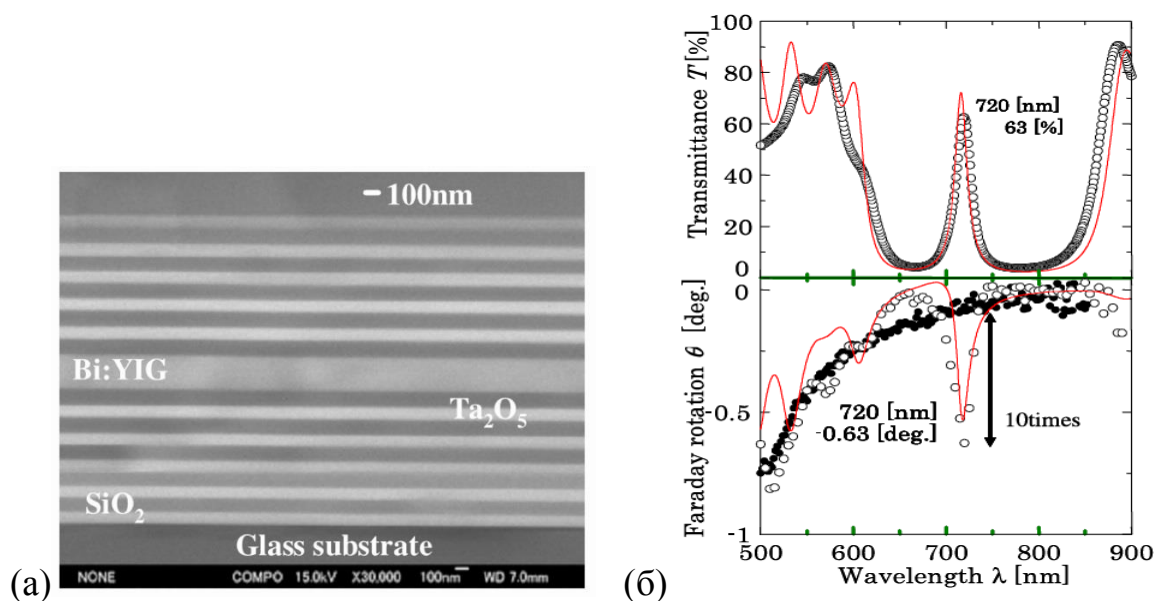 100nm
Bi:YIG
Ta₂O₅
SiO₂
Glass substrate
NONE COMPO 15.0kV X30,000 100nm WD 7.0mm
(а)
100
80
60
40
20
0
Transmittance T [%]
720 [nm]
63 [%]
0
-0.5
-1
Faraday rotation θ [deg.]
720 [nm]
-0.63 [deg.]
10times
500 600 700 800 900
Wavelength λ [nm]
(б)